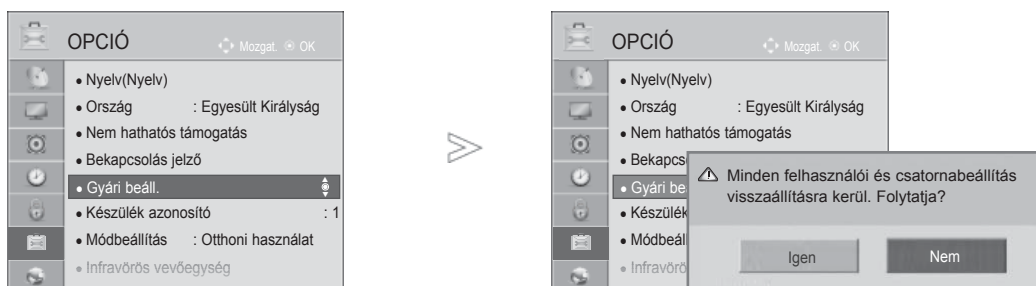 OPCIÓ Mozgat. OK
• Nyelv(Nyelv)
• Ország : Egyesült Királyság
• Nem hathatós támogatás
• Bekapcsolás jelző
• Gyári beáll.
• Készülék azonosító : 1
• Módbeállítás : Otthoni használat
• Infravörös vevőegység
OPCIÓ Mozgat. OK
• Nyelv(Nyelv)
• Ország : Egyesült Királyság
• Nem hathatós támogatás
• Bekapcs
• Gyári be
• Készülék
• Módbeáll
• Infravörö
Minden felhasználói és csatornabeállítás
visszaállításra kerül. Folytatja?
Igen Nem